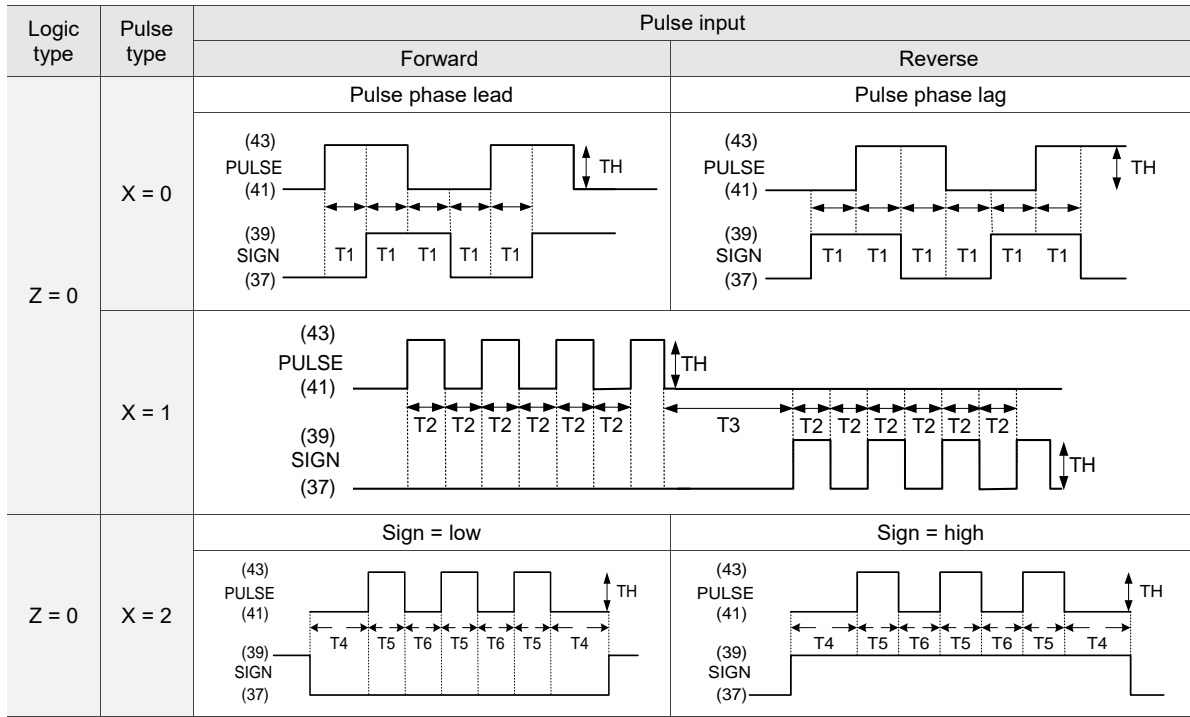 Logic type
Pulse type
Pulse input
Forward
Reverse
Z = 0
X = 0
Pulse phase lead
Pulse phase lag
(43)
PULSE
(41)
TH
(39)
SIGN
(37)
T1 T1 T1 T1 T1
(43)
PULSE
(41)
TH
(39)
SIGN
(37)
T1 T1 T1 T1 T1 T1
X = 1
(43)
PULSE
(41)
TH
T2 T2 T2 T2 T2 T2 T3 T2 T2 T2 T2 T2 T2
(39)
SIGN
(37)
TH
Z = 0
X = 2
Sign = low
Sign = high
(43)
PULSE
(41)
TH
T4 T5 T6 T5 T6 T5 T4
(39)
SIGN
(37)
(43)
PULSE
(41)
TH
T4 T5 T6 T5 T6 T5 T4
(39)
SIGN
(37)